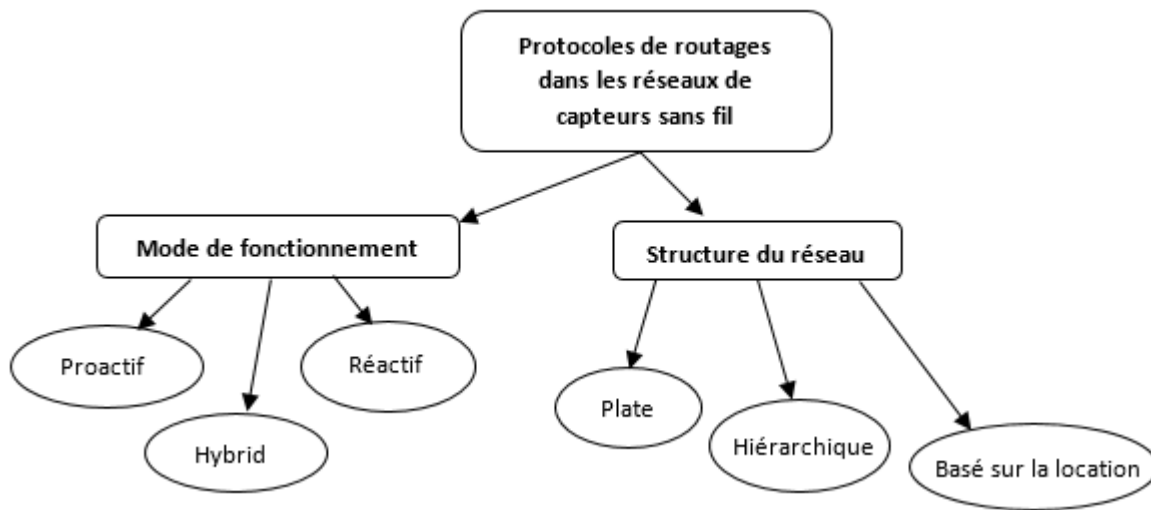 Protocoles de routages
dans les réseaux de
capteurs sans fil
Mode de fonctionnement
Structure du réseau
Proactif
Réactif
Hybrid
Plate
Hiérarchique
Basé sur la location